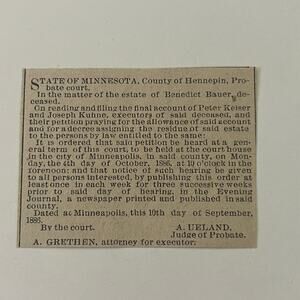 STATE OF MINNESOTA, County of Hennepin, Pro-
bate court.
In the matter of the estate of Benedict Bauer, de-
ceased.
On reading and filing the final account of Peter Keiser
and Joseph Kuhne, executors of said deceased, and
their petition praying for the allowance of said account
and for a decree assigning the residue of said estate
to the persons by law entitled to the same:
It is ordered that said petition be heard at a gen-
eral term of this court, to be held at the court house
in the city of Minneapolis, in said county, on Mon-
day, the 4th day of October, 1886, at 10 o'clock in the
forenoon; and that notice of such hearing be given
to all persons interested, by publishing this order at
least once in each week for three successive weeks
prior to said day of hearing, in the Evening
Journal, a newspaper printed and published in said
county.
Dated at Minneapolis, this 10th day of September,
1886.
By the court. A. UELAND,
Judge of Probate.
A. GRETHEN, attorney for executor.